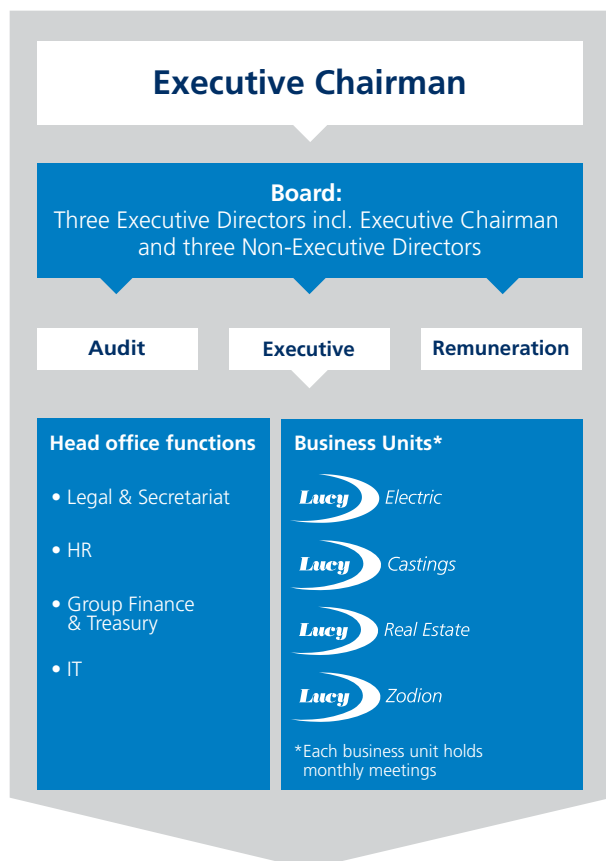 Executive Chairman
Board:
Three Executive Directors incl. Executive Chairman
and three Non-Executive Directors
Audit
Executive
Remuneration
Head office functions
• Legal & Secretariat
• HR
• Group Finance
& Treasury
• IT
Business Units*
Lucy Electric
Lucy Castings
Lucy Real Estate
Lucy Zodion
*Each business unit holds
monthly meetings